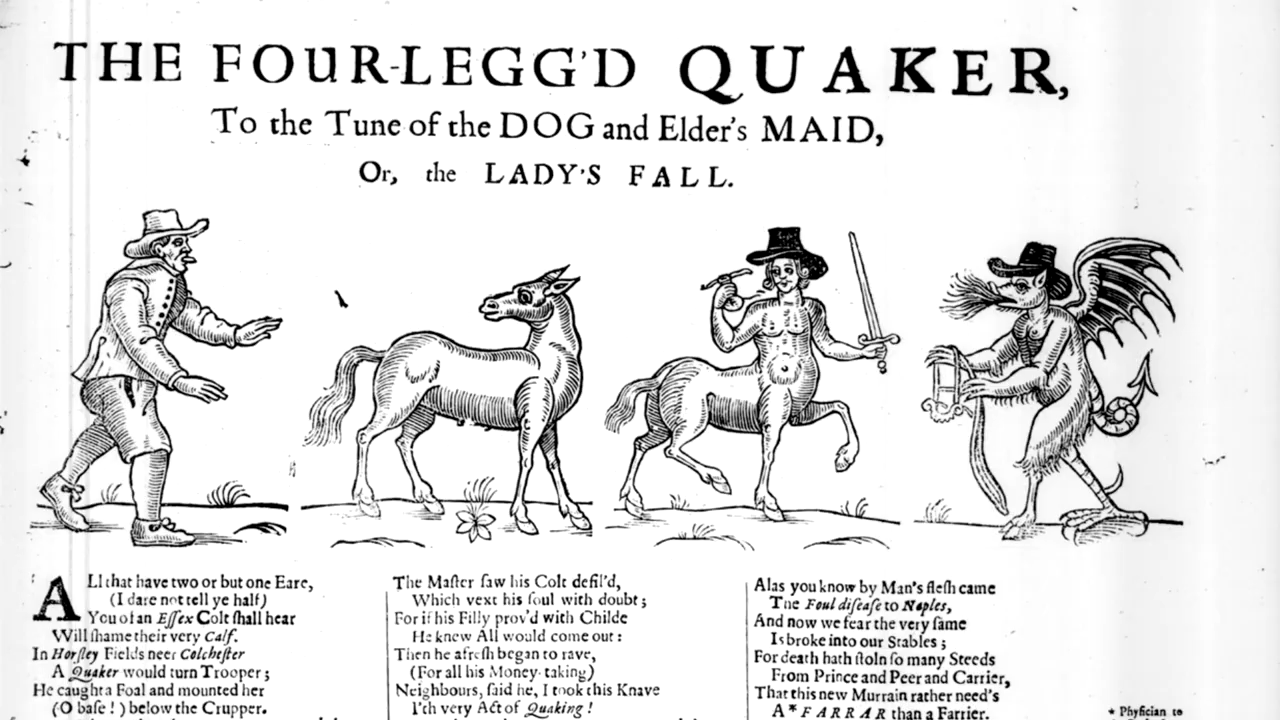 THE FOUR-LEGG'D QUAKER,
To the Tune of the DOG and Elder's MAID,
Or, the LADY'S FALL.
ALl that have two or but one Eare,
(I dare not tell ye half)
You of an Eſſex Colt ſhall hear
Will ſhame their very Calf.
In Horſley Fields neer Colcheſter
A Quaker would turn Trooper;
He caught a Foal and mounted her
(O baſe! ) below the Crupper.
The Maſter ſaw his Colt defil'd,
Which vext his ſoul with doubt;
For if his Filly prov'd with Childe
He knew All would come out:
Then he afreſh began to rave,
(For all his Money-taking)
Neighbours, ſaid he, I took this Knave
I'th very Act of Quaking!
Alas you know by Man's fleſh came
The Foul diſeaſe to Naples,
And now we fear the very ſame
Is broke into our Stables;
For death hath ſtoln ſo many Steeds
From Prince and Peer and Carrier,
That this new Murrain rather need's
A* FARRAR than a Farrier.
* Phyſician to